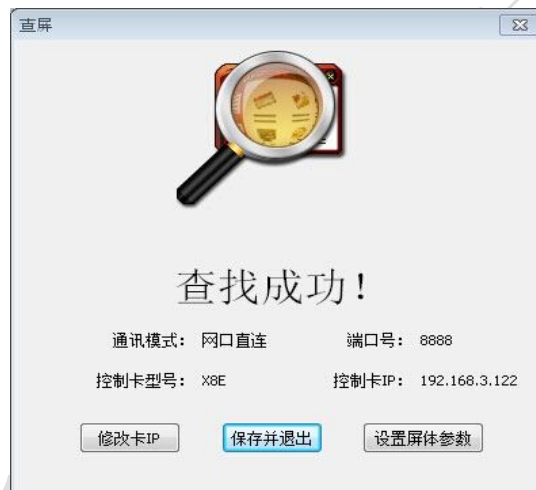 查屏
查找成功！
通讯模式： 网口直连 端口号： 8888
控制卡型号： X8E 控制卡IP： 192.168.3.122
修改卡IP 保存并退出 设置屏体参数